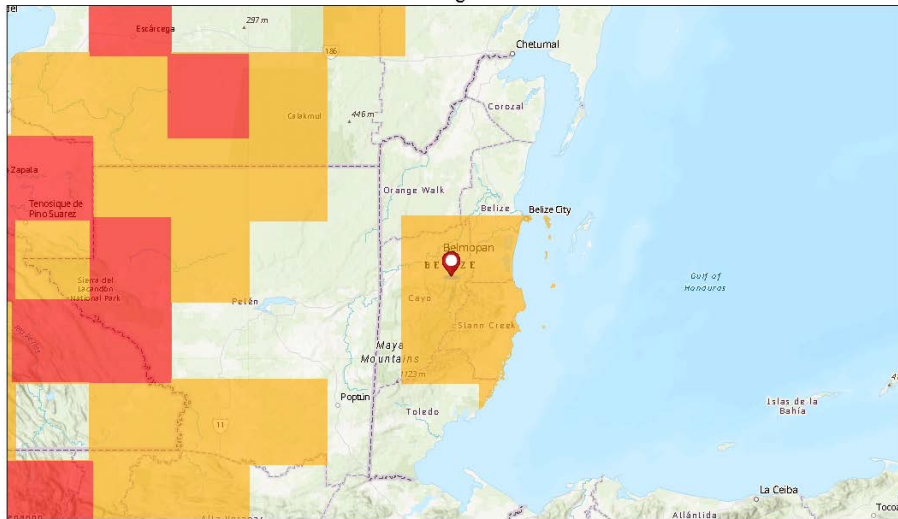 Escárcega
297 m
186
Chetumal
Calakmul
446 m
Corozal
Zapala
Orange Walk
Tenosique de
Pino Suarez
Belize
Belize City
Belmopan
Sierra del
Lacandón
National Park
Petén
Cayo
Gulf of
Honduras
Stann Creek
Maya
Mountains
1123 m
Poptún
Toledo
Islas de la
Bahía
11
La Ceiba
Atlántida